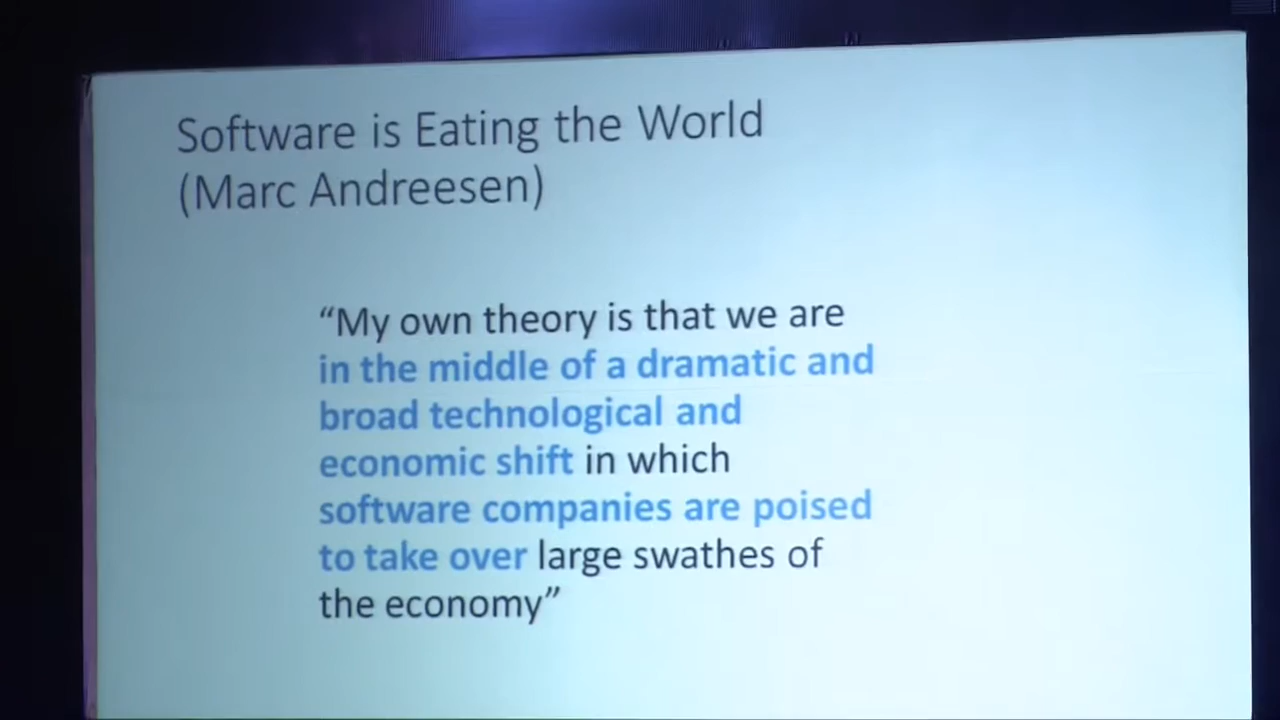 Software is Eating the World
(Marc Andreesen)
“My own theory is that we are
in the middle of a dramatic and
broad technological and
economic shift in which
software companies are poised
to take over large swathes of
the economy”